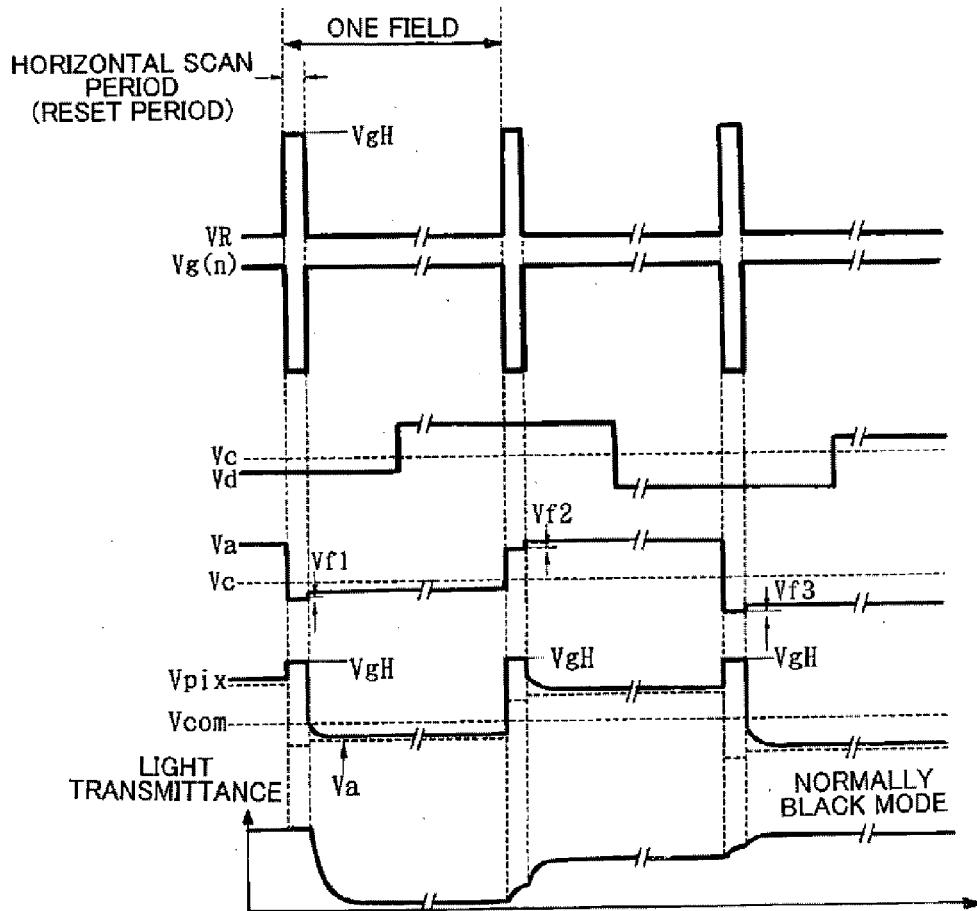 ONE FIELD
HORIZONTAL SCAN
PERIOD
(RESET PERIOD)
VgH
VR
Vg(n)
Vc
Vd
Vf2
Va
Vf1
Vc
Vf3
VgH
VgH
VgH
Vpix
Vcom
LIGHT
TRANSMITTANCE
Va
NORMALLY
BLACK MODE